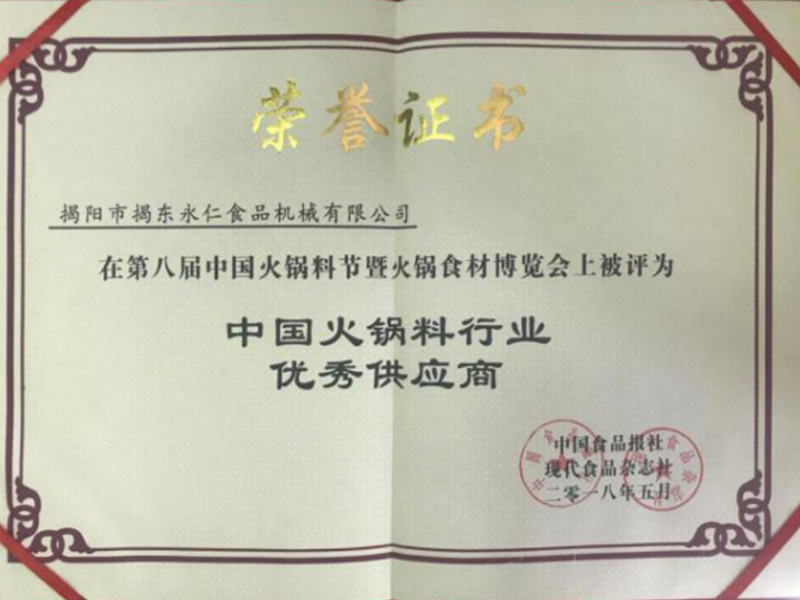 荣誉证书
揭阳市揭东永仁食品机械有限公司
在第八届中国火锅料节暨火锅食材博览会上被评为
中国火锅料行业
优秀供应商
中国食品报社
现代食品杂志社
二零一八年五月